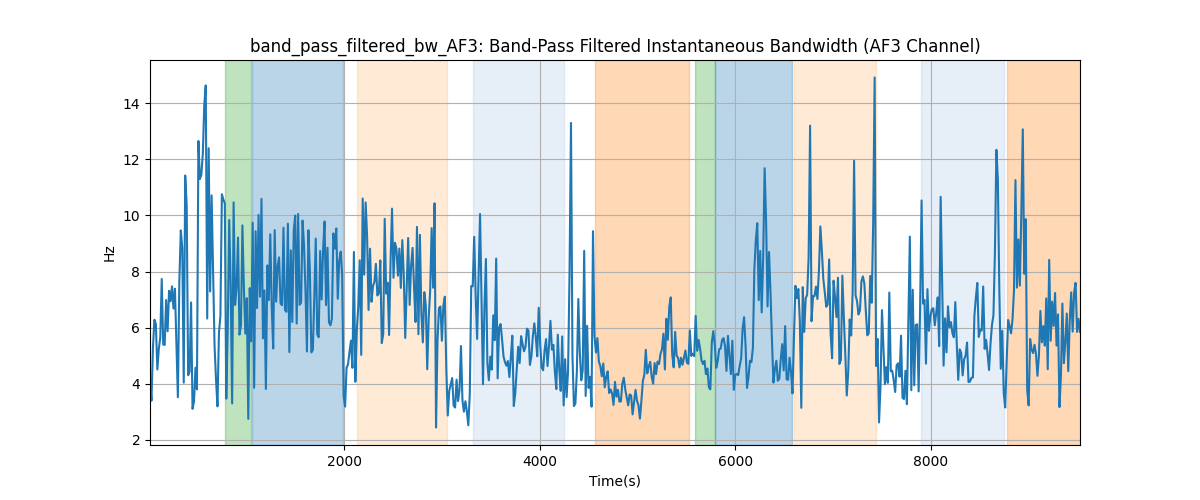 band_pass_filtered_bw_AF3: Band-Pass Filtered Instantaneous Bandwidth (AF3 Channel)
14
12
10
8
6
4
2
Hz
2000 4000 6000 8000
Time(s)